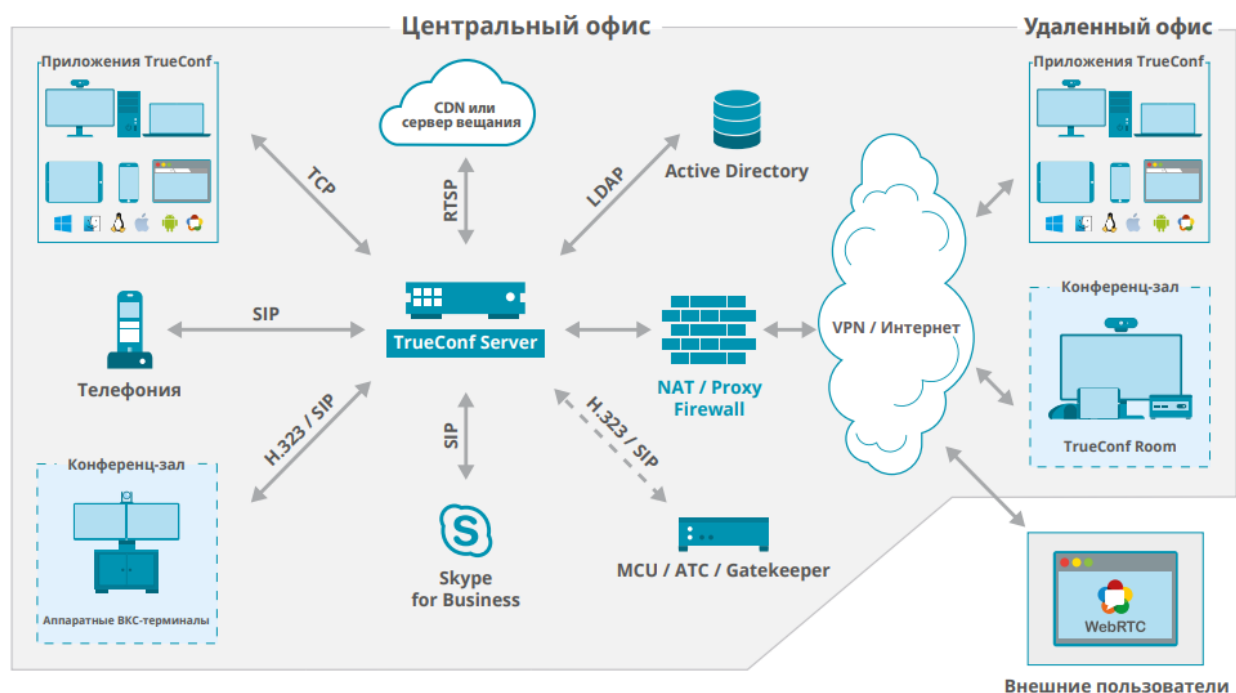 Центральный офис
Удаленный офис
Приложения TrueConf
CDN или
сервер вещания
Active Directory
Приложения TrueConf
TCP
RTSP
LDAP
SIP
TrueConf Server
Телефония
NAT / Proxy
Firewall
VPN / Интернет
Конференц-зал
TrueConf Room
H.323 / SIP
SIP
H.323 / SIP
Конференц-зал
Аппаратные ВКС-терминалы
Skype
for Business
MCU / ATC / Gatekeeper
WebRTC
Внешние пользователи